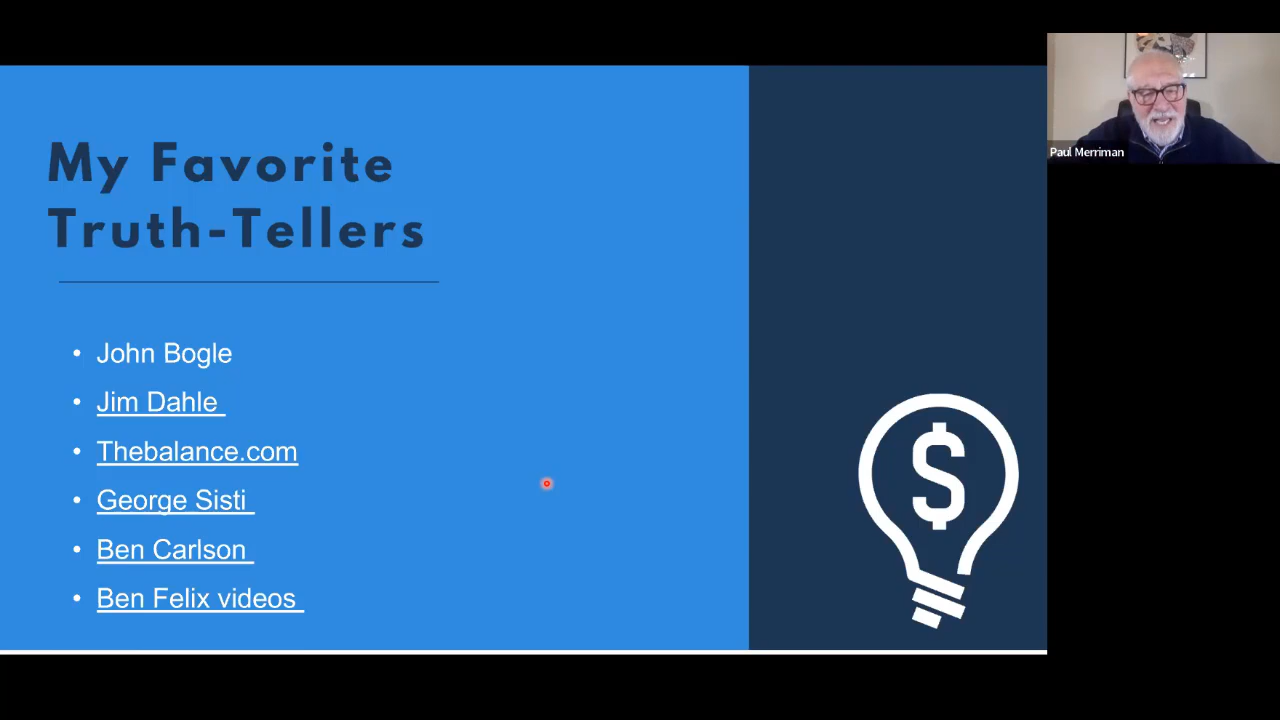 My Favorite
Truth-Tellers
• John Bogle
• Jim Dahle
• Thebalance.com
• George Sisti
• Ben Carlson
• Ben Felix videos
$
Paul Merriman